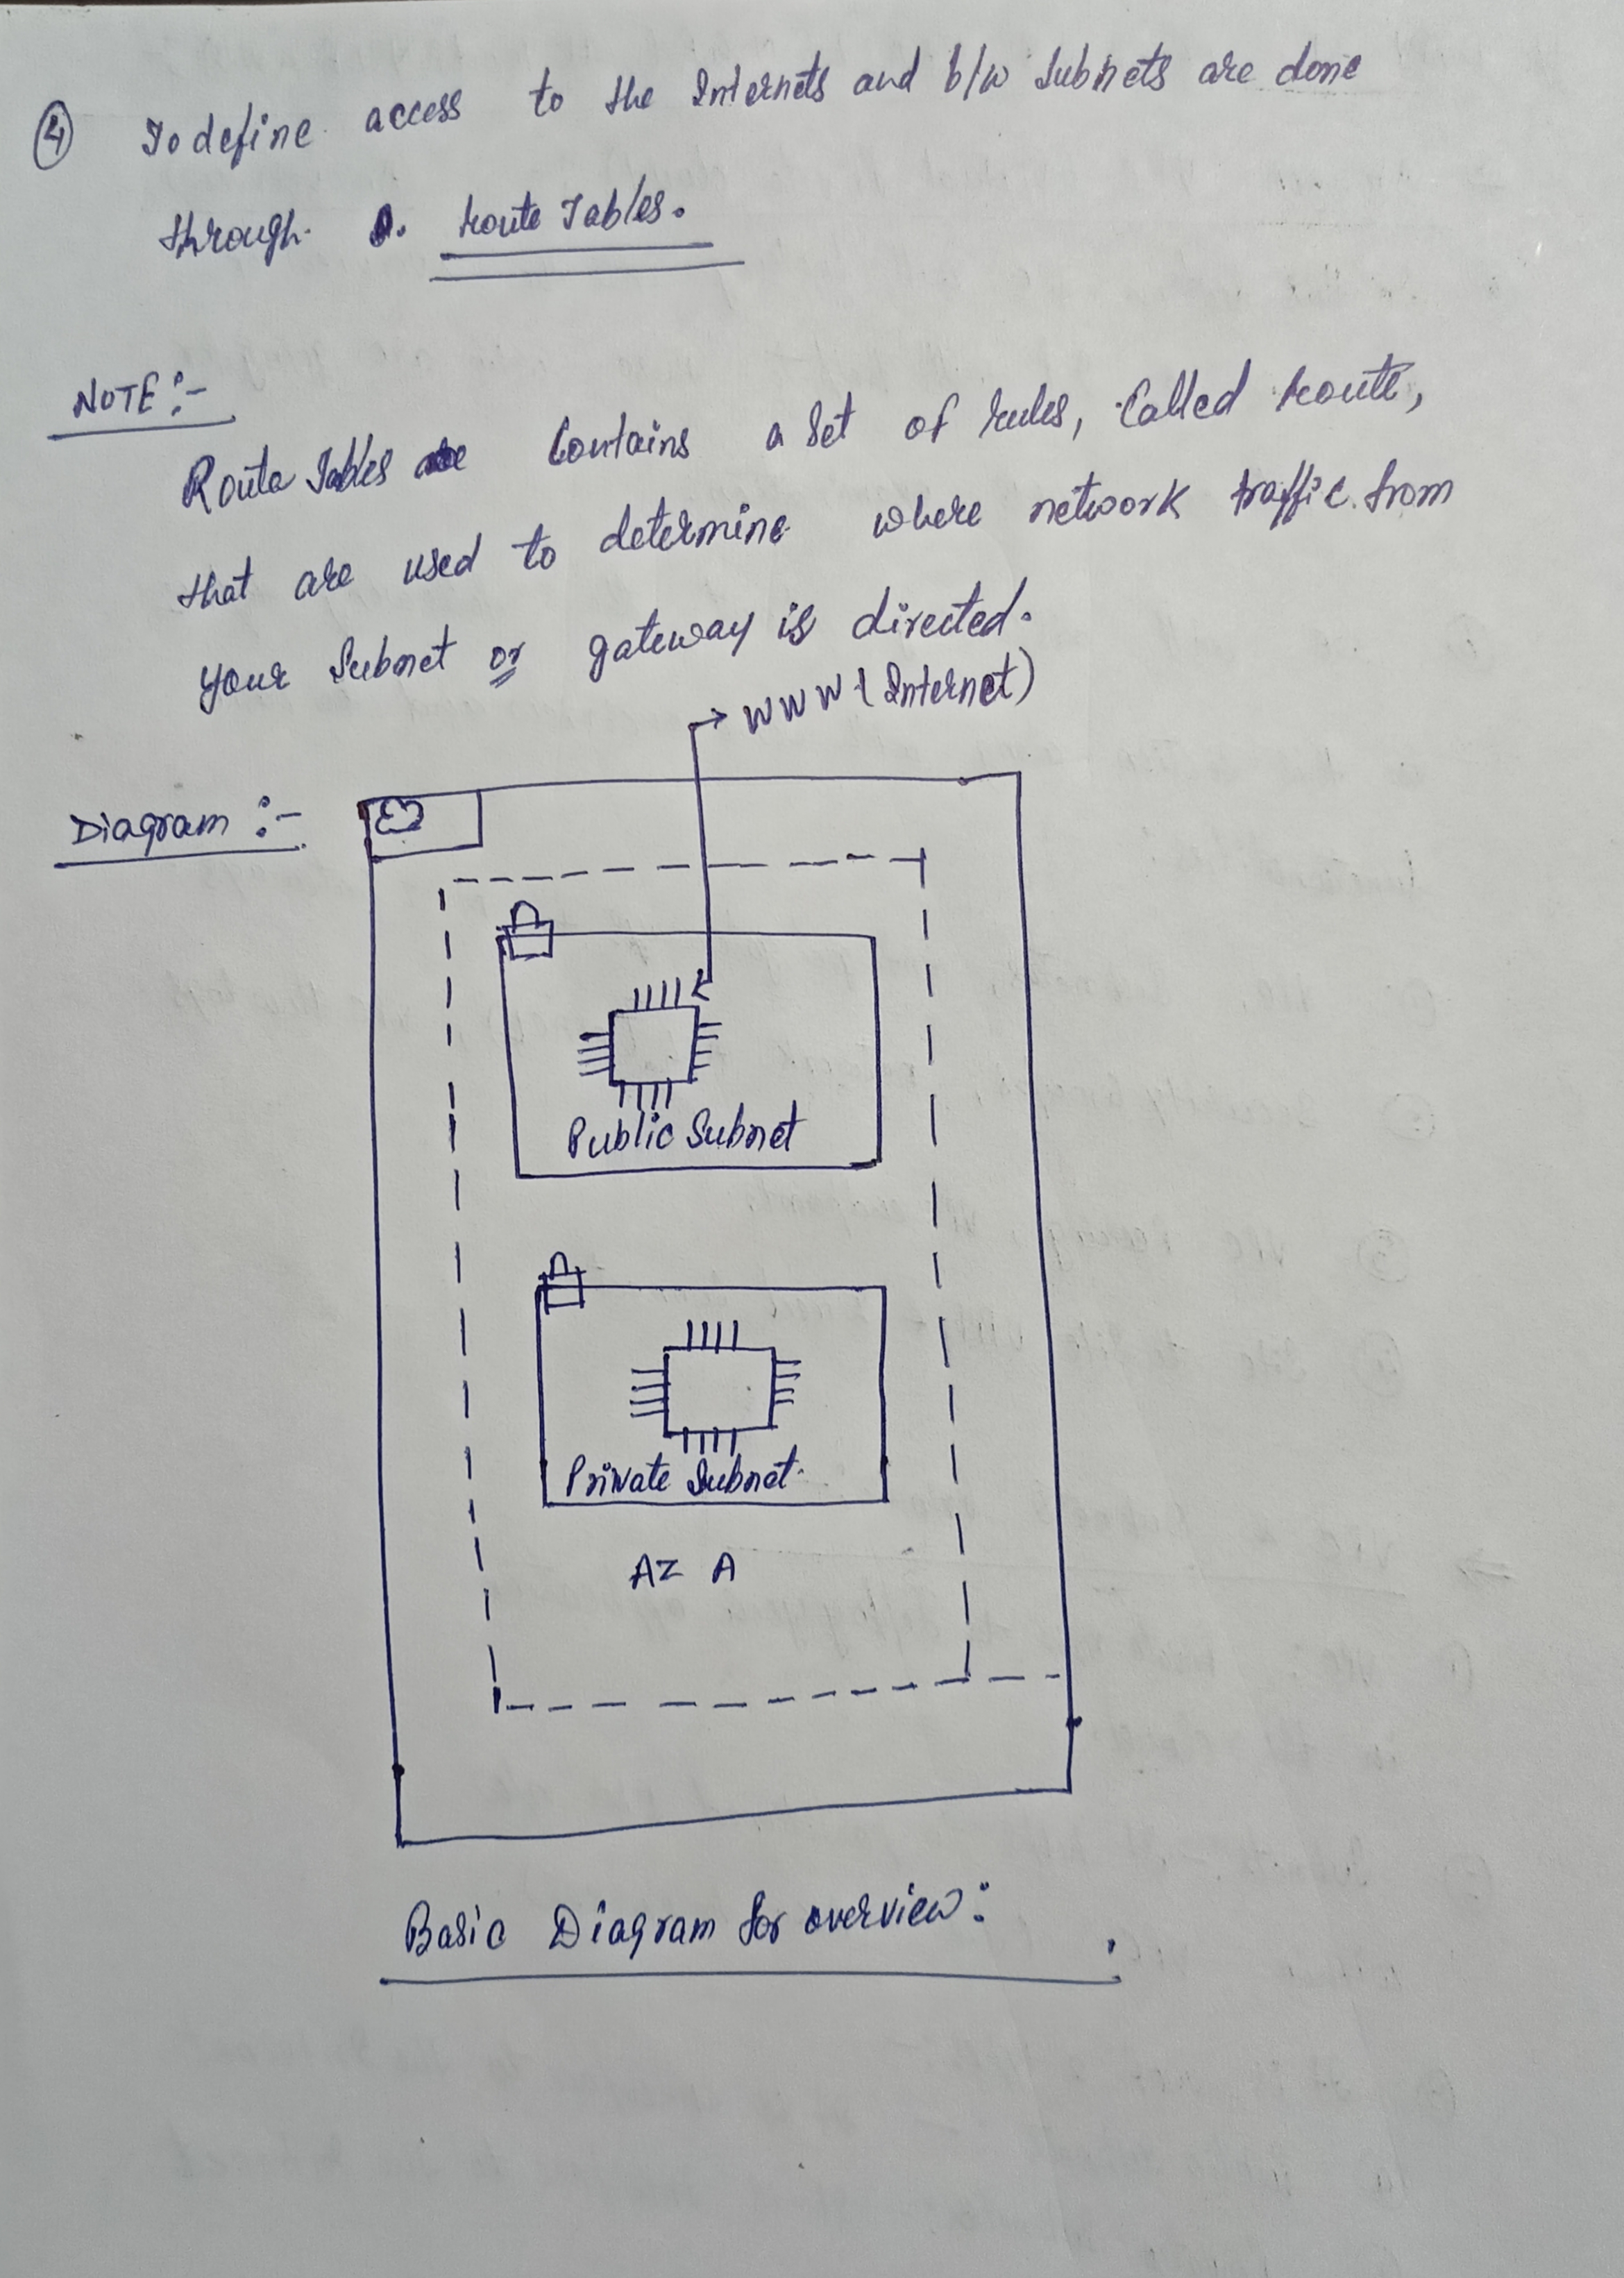 ④ To define access to the Internets and b/w Subnets are done
through. Route Tables.
NOTE:-
Route Tables Contains a Set of rules, Called route,
that are used to determine where network traffic from
your Subnet or gateway is directed.
WWW (Internet)
Diagram :-
Public Subnet
Private Subnet.
AZ A
Basic Diagram for overview: